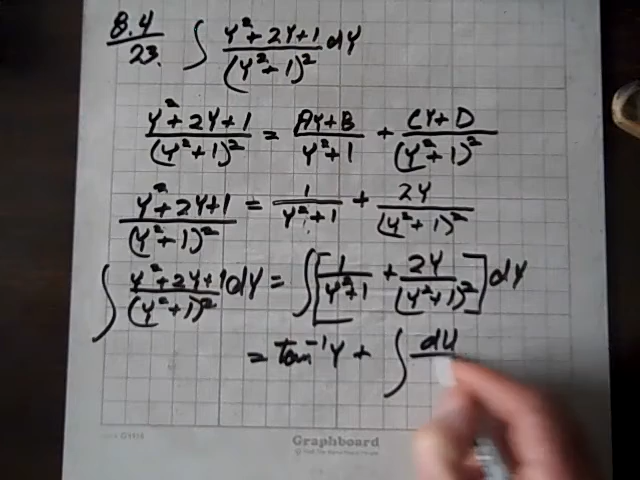 8.4
23. ∫ (y² + 2y + 1)/(y² + 1)² dy
(y² + 2y + 1)/(y² + 1)² = (Ay + B)/(y² + 1) + (Cy + D)/(y² + 1)²
(y² + 2y + 1)/(y² + 1)² = 1/(y² + 1) + 2y/(y² + 1)²
∫ (y² + 2y + 1)/(y² + 1)² dy = ∫ [1/(y² + 1) + 2y/(y² + 1)²] dy
= tan⁻¹y + ∫ du
Graphboard